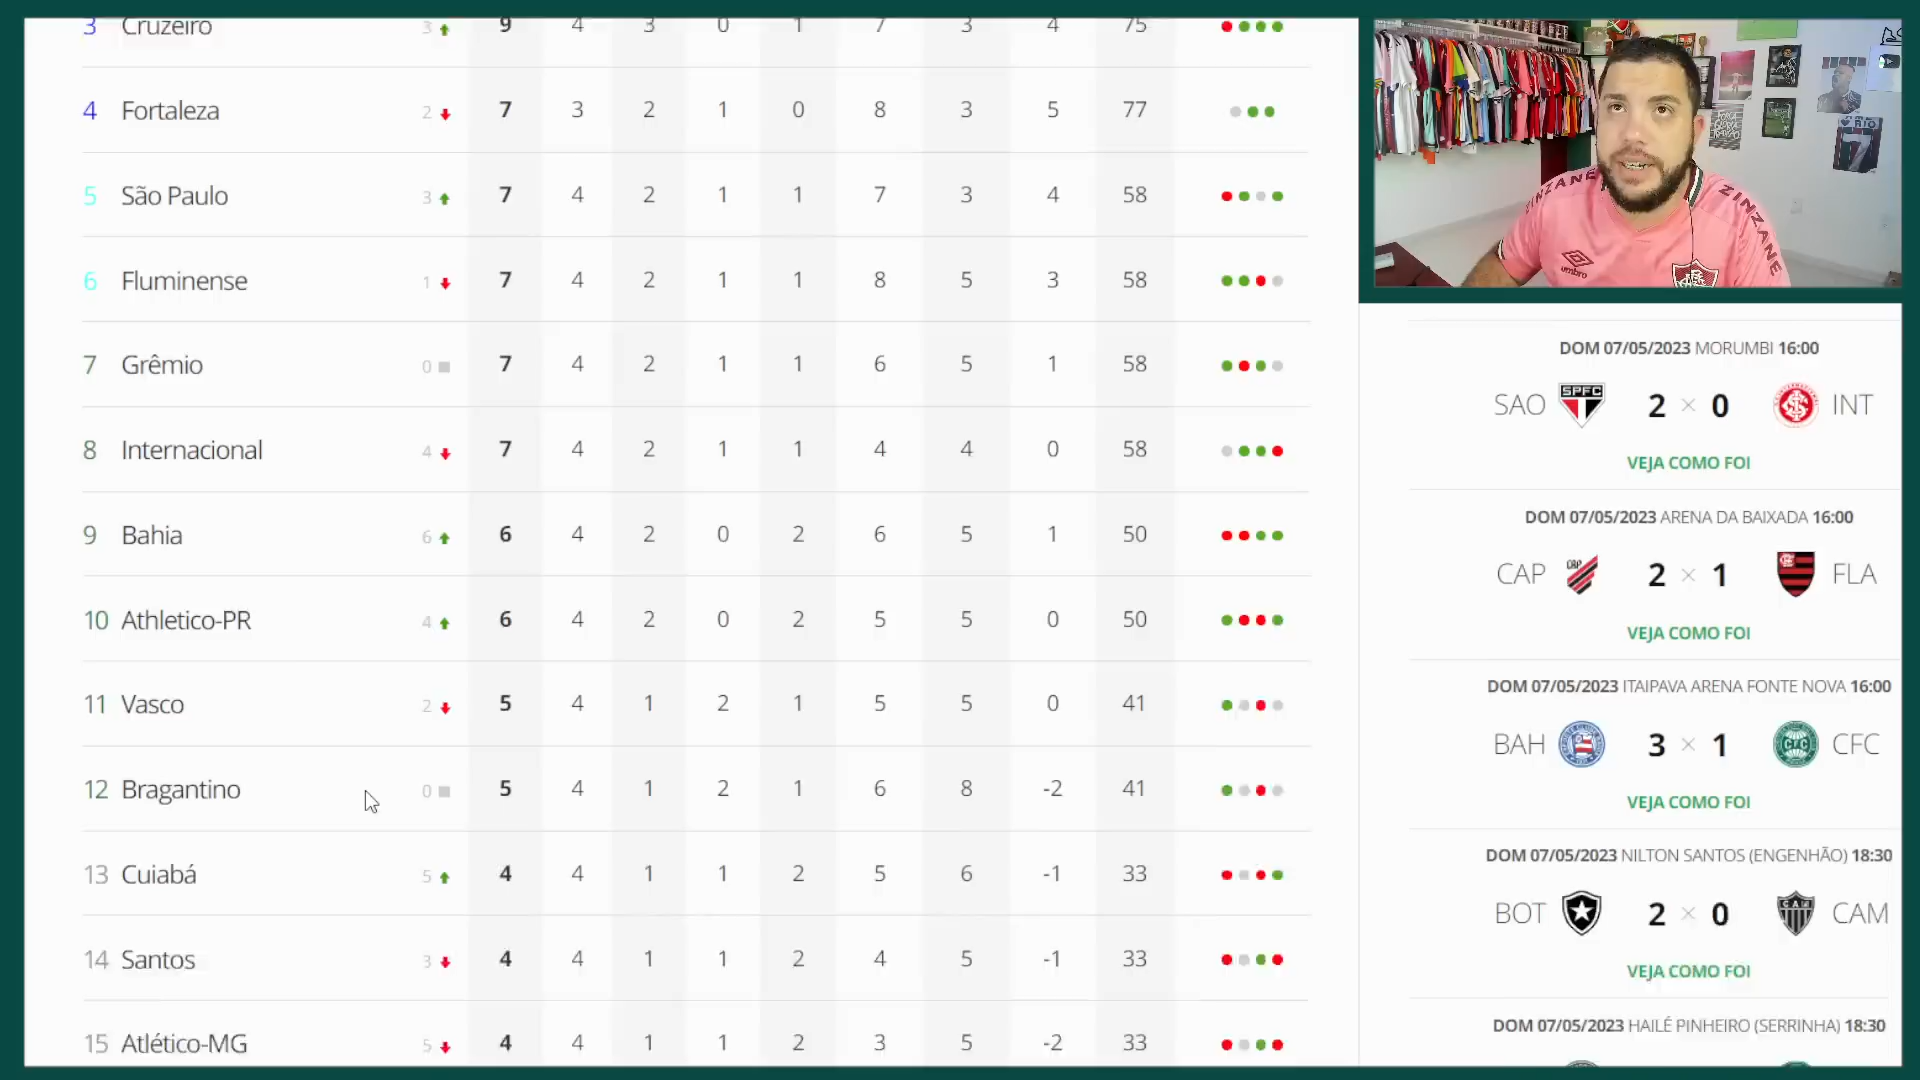 3 Cruzeiro 3 9 4 3 0 1 7 3 4 75
4 Fortaleza 2 7 3 2 1 0 8 3 5 77
5 São Paulo 3 7 4 2 1 1 7 3 4 58
6 Fluminense 1 7 4 2 1 1 8 5 3 58
7 Grêmio 0 7 4 2 1 1 6 5 1 58
8 Internacional 4 7 4 2 1 1 4 4 0 58
9 Bahia 6 6 4 2 0 2 6 5 1 50
10 Athletico-PR 4 6 4 2 0 2 5 5 0 50
11 Vasco 2 5 4 1 2 1 5 5 0 41
12 Bragantino 0 5 4 1 2 1 6 8 -2 41
13 Cuiabá 5 4 4 1 1 2 5 6 -1 33
14 Santos 3 4 4 1 1 2 4 5 -1 33
15 Atlético-MG 5 4 4 1 1 2 3 5 -2 33
ZINZANE ZINZANE
umbro
RIO
7
DOM 07/05/2023 MORUMBI 16:00
SAO SPFC 2 × 0 INT
VEJA COMO FOI
DOM 07/05/2023 ARENA DA BAIXADA 16:00
CAP CAP 2 × 1 FLA
VEJA COMO FOI
DOM 07/05/2023 ITAIPAVA ARENA FONTE NOVA 16:00
BAH 3 × 1 CFC CFC
VEJA COMO FOI
DOM 07/05/2023 NILTON SANTOS (ENGENHÃO) 18:30
BOT 2 × 0 CAM CAM
VEJA COMO FOI
DOM 07/05/2023 HAILÉ PINHEIRO (SERRINHA) 18:30